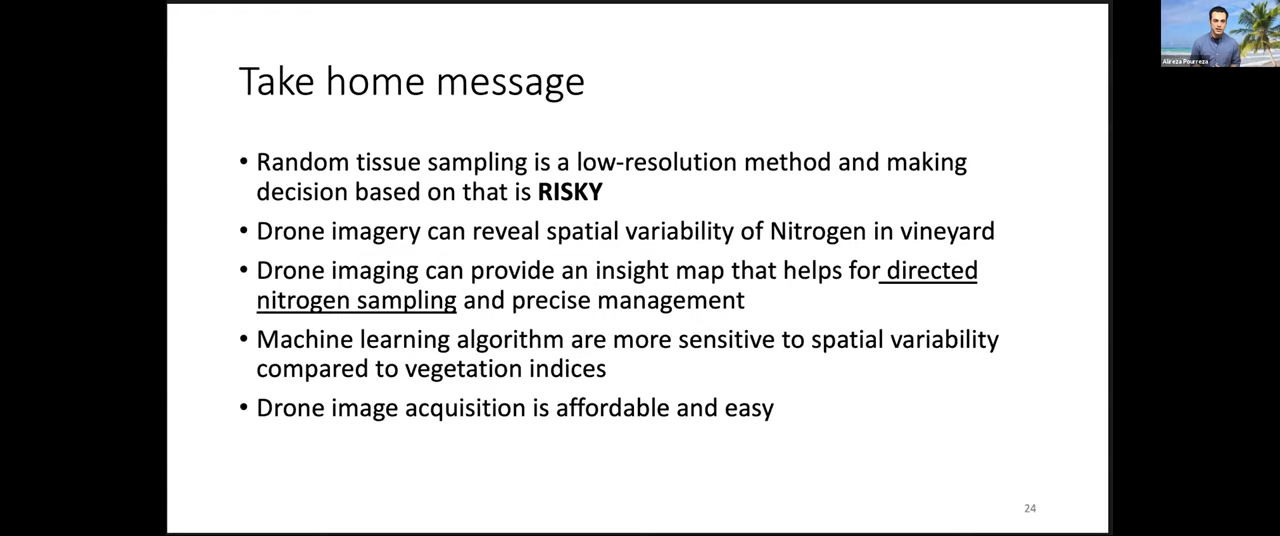 Take home message
• Random tissue sampling is a low-resolution method and making
decision based on that is RISKY
• Drone imagery can reveal spatial variability of Nitrogen in vineyard
• Drone imaging can provide an insight map that helps for directed
nitrogen sampling and precise management
• Machine learning algorithm are more sensitive to spatial variability
compared to vegetation indices
• Drone image acquisition is affordable and easy
24
Alireza Pourreza